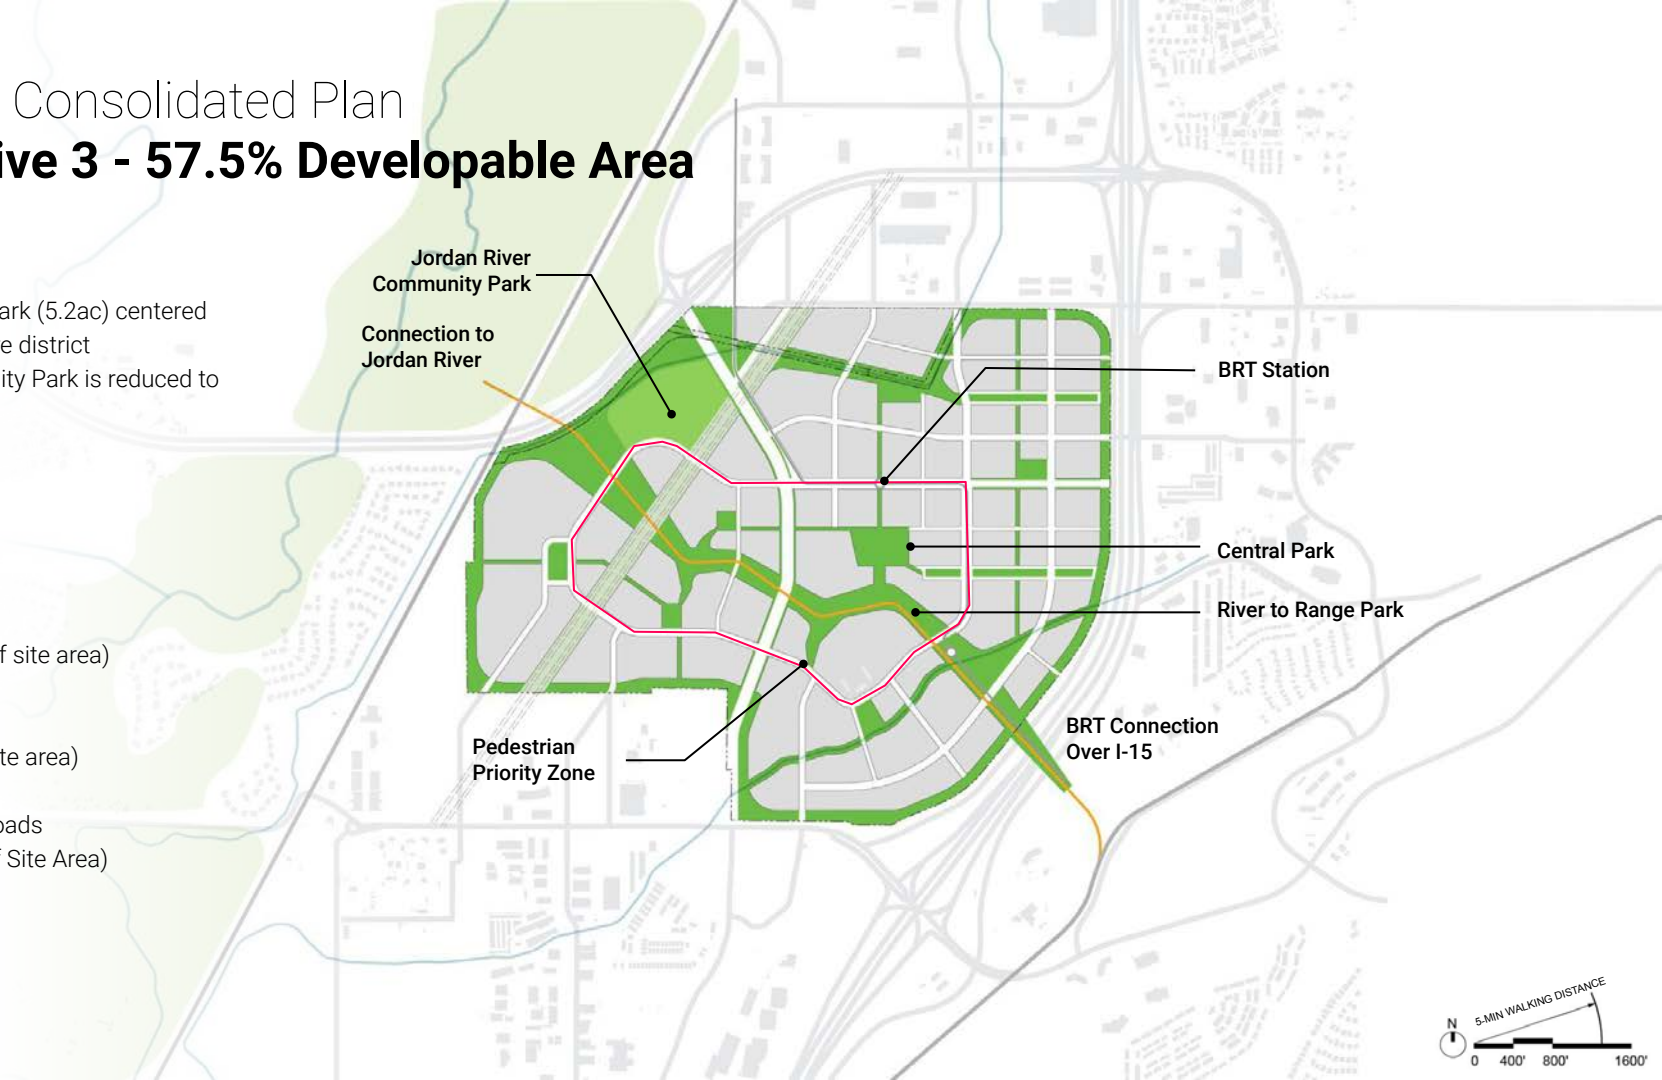 Consolidated Plan
ive 3 - 57.5% Developable Area
ark (5.2ac) centered
e district
ity Park is reduced to
f site area)
te area)
oads
f Site Area)
Jordan River
Community Park
Connection to
Jordan River
BRT Station
Central Park
River to Range Park
BRT Connection
Over I-15
Pedestrian
Priority Zone
5-MIN WALKING DISTANCE
N
0 400' 800' 1600'